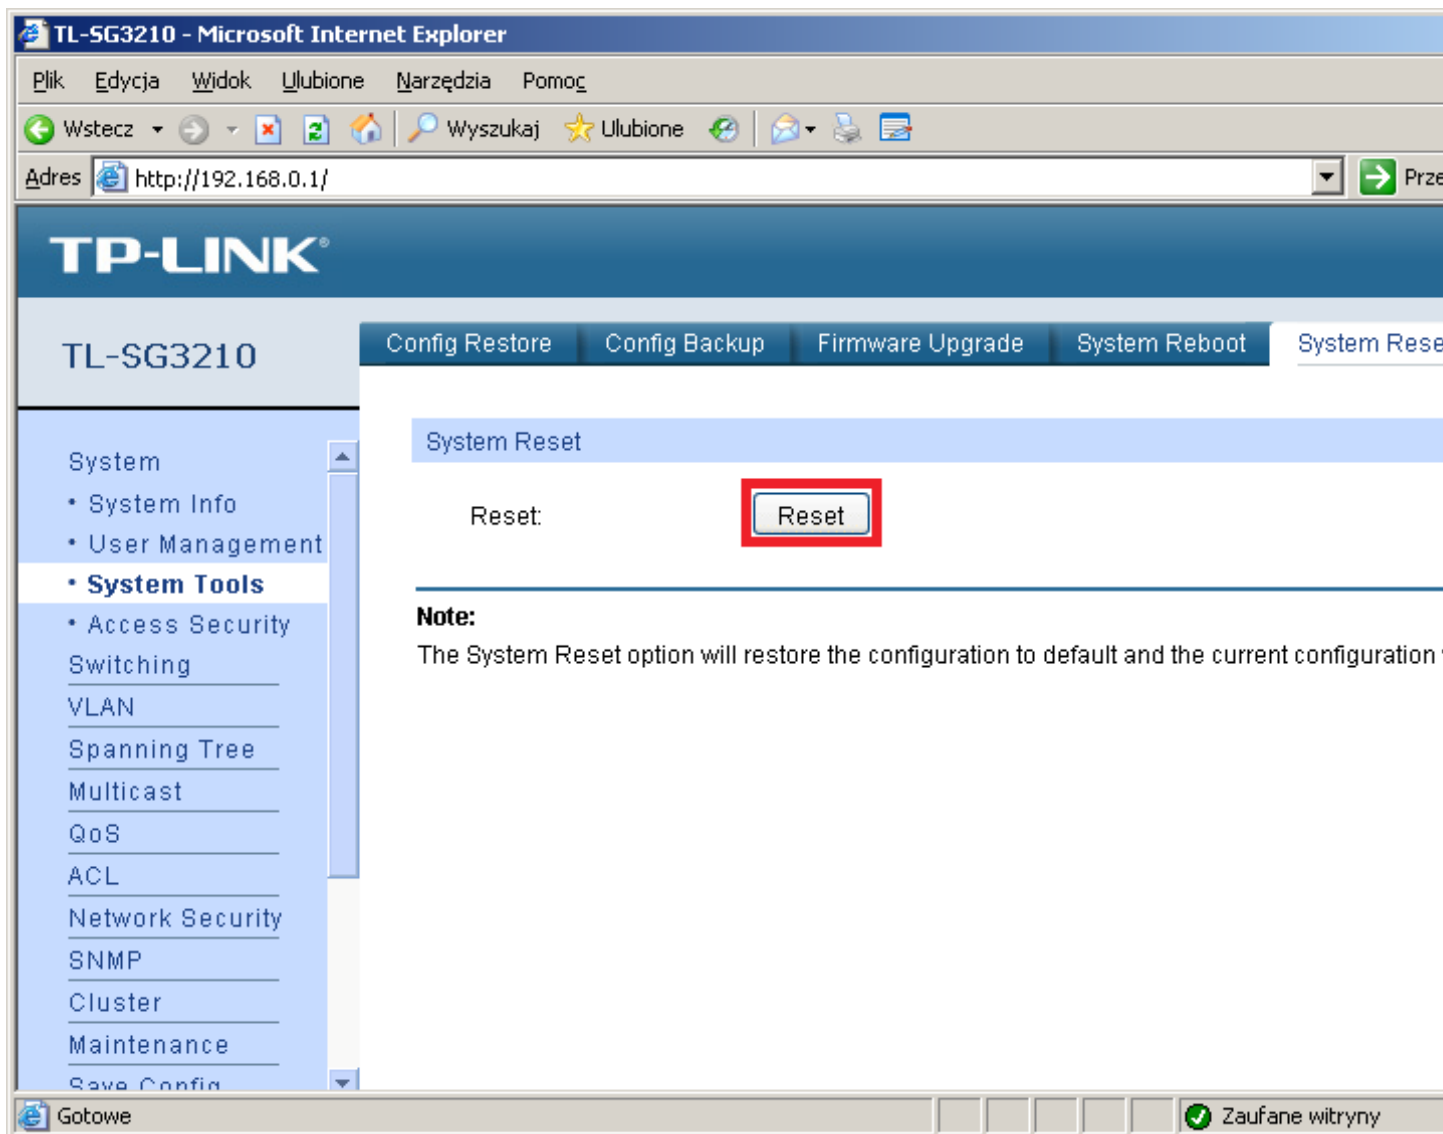 TL-SG3210 - Microsoft Internet Explorer
Plik Edycja Widok Ulubione Narzędzia Pomoc
Wstecz Wyszukaj Ulubione
Adres http://192.168.0.1/
TP-LINK®
TL-SG3210
Config Restore Config Backup Firmware Upgrade System Reboot System Rese
System Reset
Reset: Reset
Note:
The System Reset option will restore the configuration to default and the current configuration
System
• System Info
• User Management
• System Tools
• Access Security
Switching
VLAN
Spanning Tree
Multicast
QoS
ACL
Network Security
SNMP
Cluster
Maintenance
Save Config
Gotowe Zaufane witryny